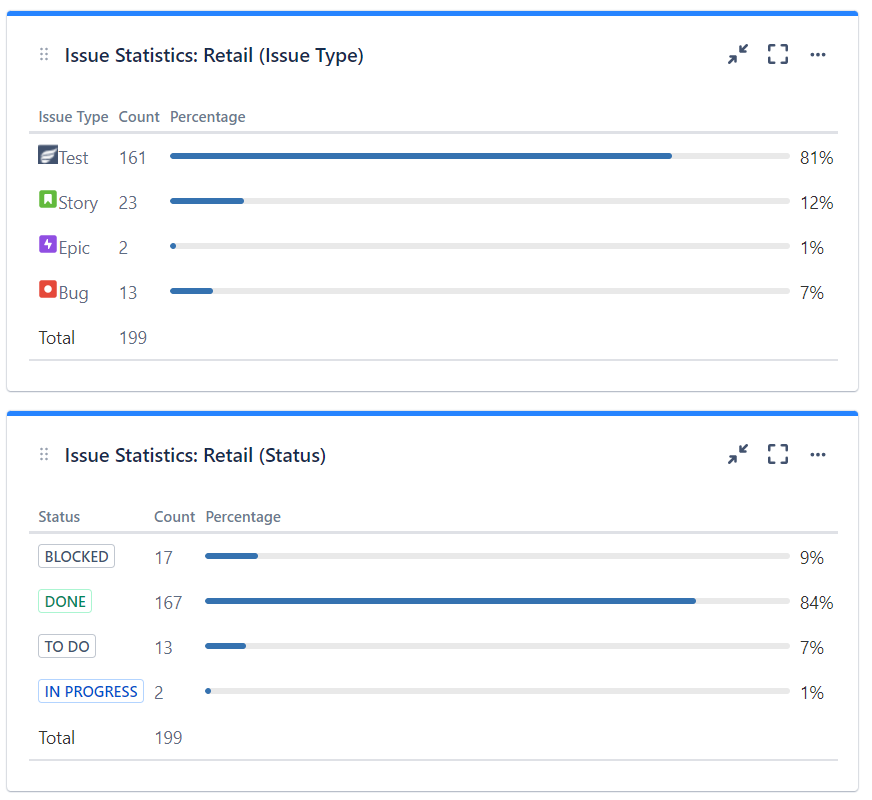 Issue Statistics: Retail (Issue Type)
Issue Type Count Percentage
Test 161 81%
Story 23 12%
Epic 2 1%
Bug 13 7%
Total 199
Issue Statistics: Retail (Status)
Status Count Percentage
BLOCKED 17 9%
DONE 167 84%
TO DO 13 7%
IN PROGRESS 2 1%
Total 199